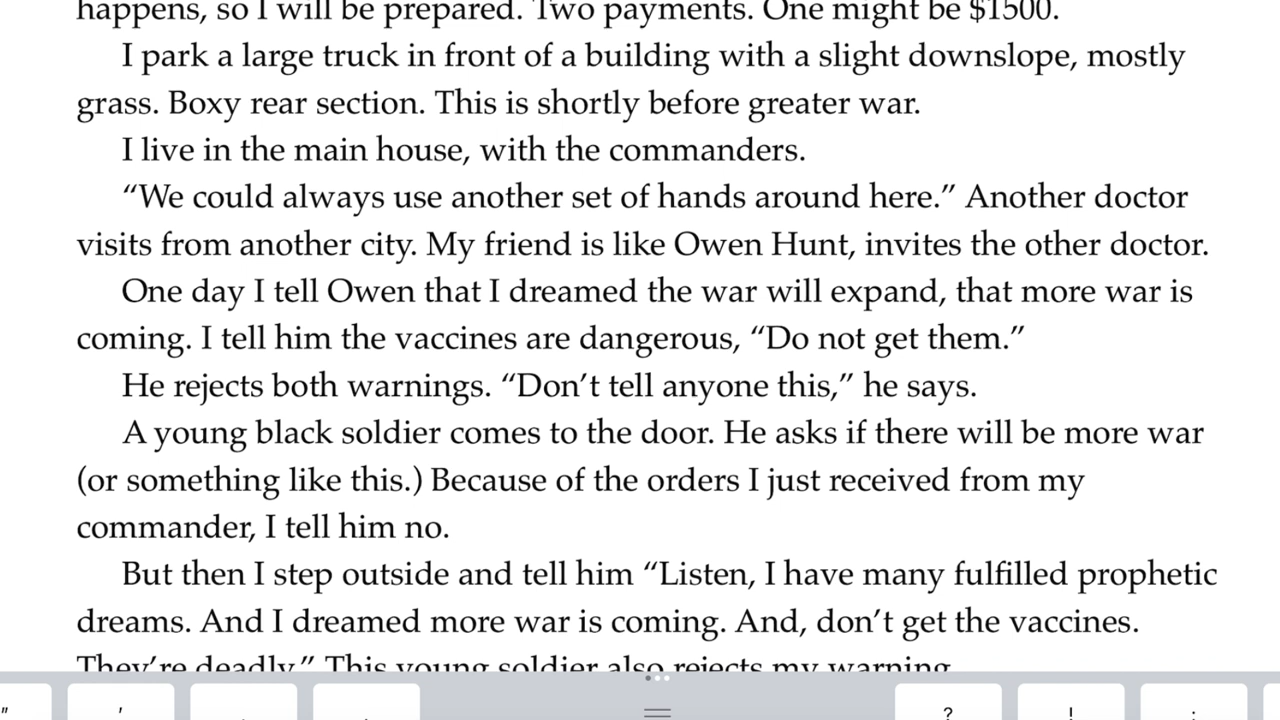 happens, so I will be prepared. Two payments. One might be $1500.
I park a large truck in front of a building with a slight downslope, mostly
grass. Boxy rear section. This is shortly before greater war.
I live in the main house, with the commanders.
“We could always use another set of hands around here.” Another doctor
visits from another city. My friend is like Owen Hunt, invites the other doctor.
One day I tell Owen that I dreamed the war will expand, that more war is
coming. I tell him the vaccines are dangerous, “Do not get them.”
He rejects both warnings. “Don’t tell anyone this,” he says.
A young black soldier comes to the door. He asks if there will be more war
(or something like this.) Because of the orders I just received from my
commander, I tell him no.
But then I step outside and tell him “Listen, I have many fulfilled prophetic
dreams. And I dreamed more war is coming. And, don’t get the vaccines.
They’re deadly.” This young soldier also rejects my warning.
" ' ? ! ;